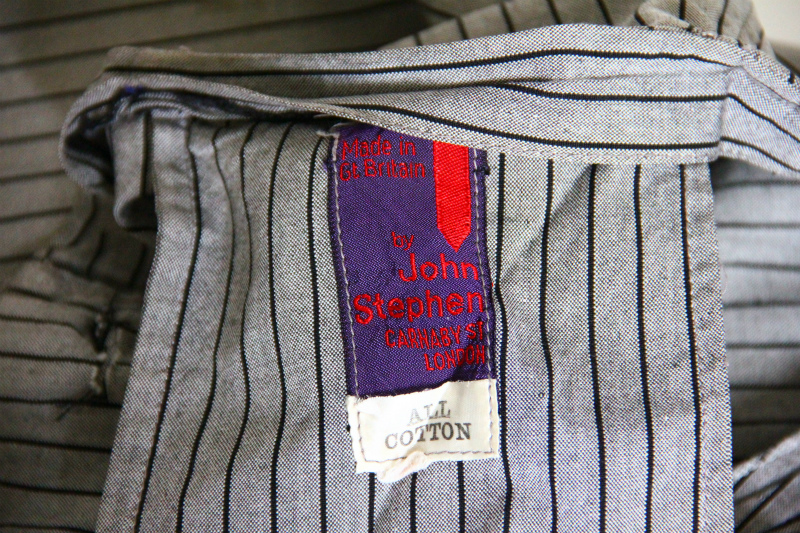 Made in
Gt Britain
by
John
Stephen
CARNABY ST
LONDON
ALL
COTTON